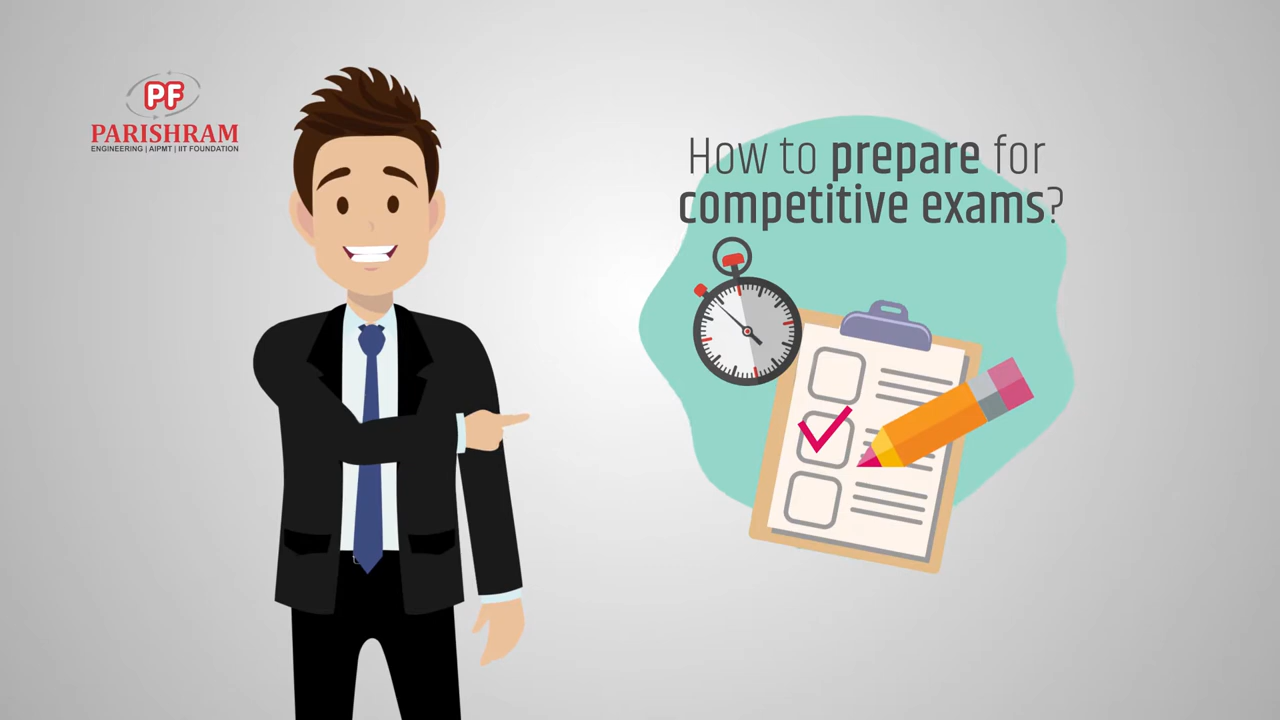 PF
PARISHRAM
ENGINEERING | AIPMT | IIT FOUNDATION
How to prepare for
competitive exams?